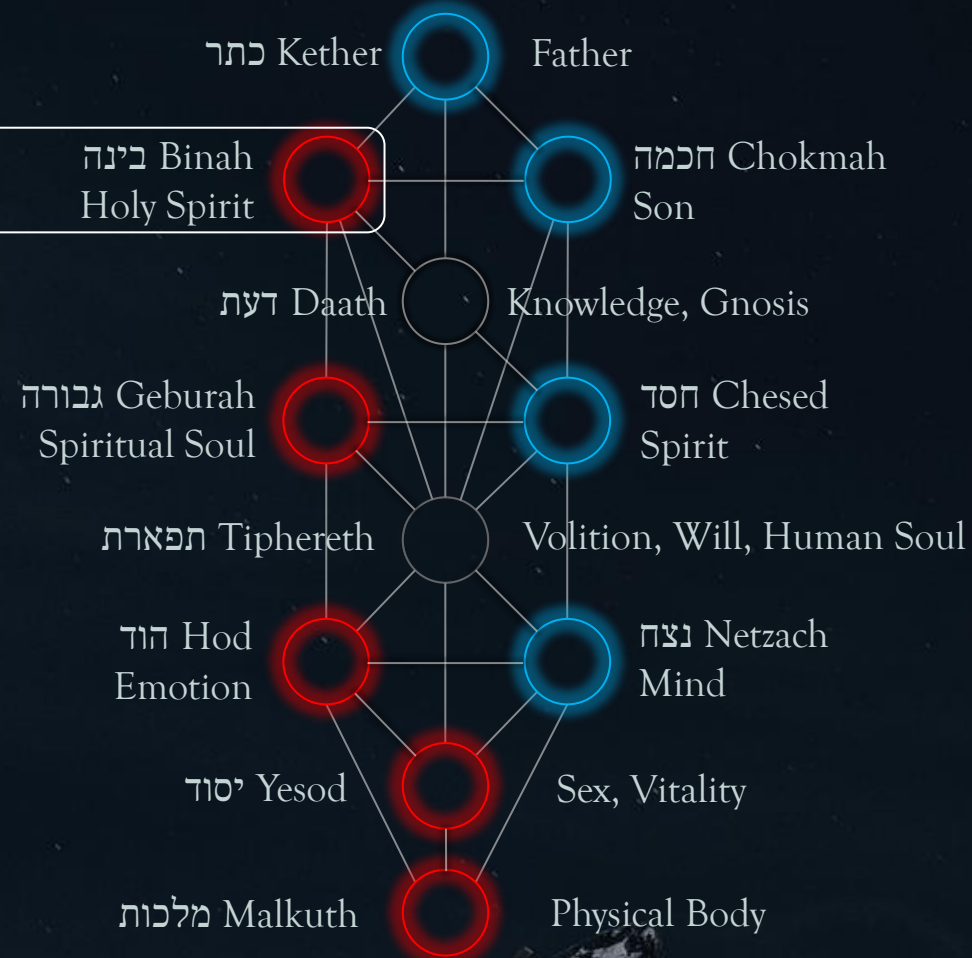 כתר Kether
Father
בינה Binah
Holy Spirit
חכמה Chokmah
Son
דעת Daath
Knowledge, Gnosis
גבורה Geburah
Spiritual Soul
חסד Chesed
Spirit
תפארת Tiphereth
Volition, Will, Human Soul
הוד Hod
Emotion
נצח Netzach
Mind
יסוד Yesod
Sex, Vitality
מלכות Malkuth
Physical Body